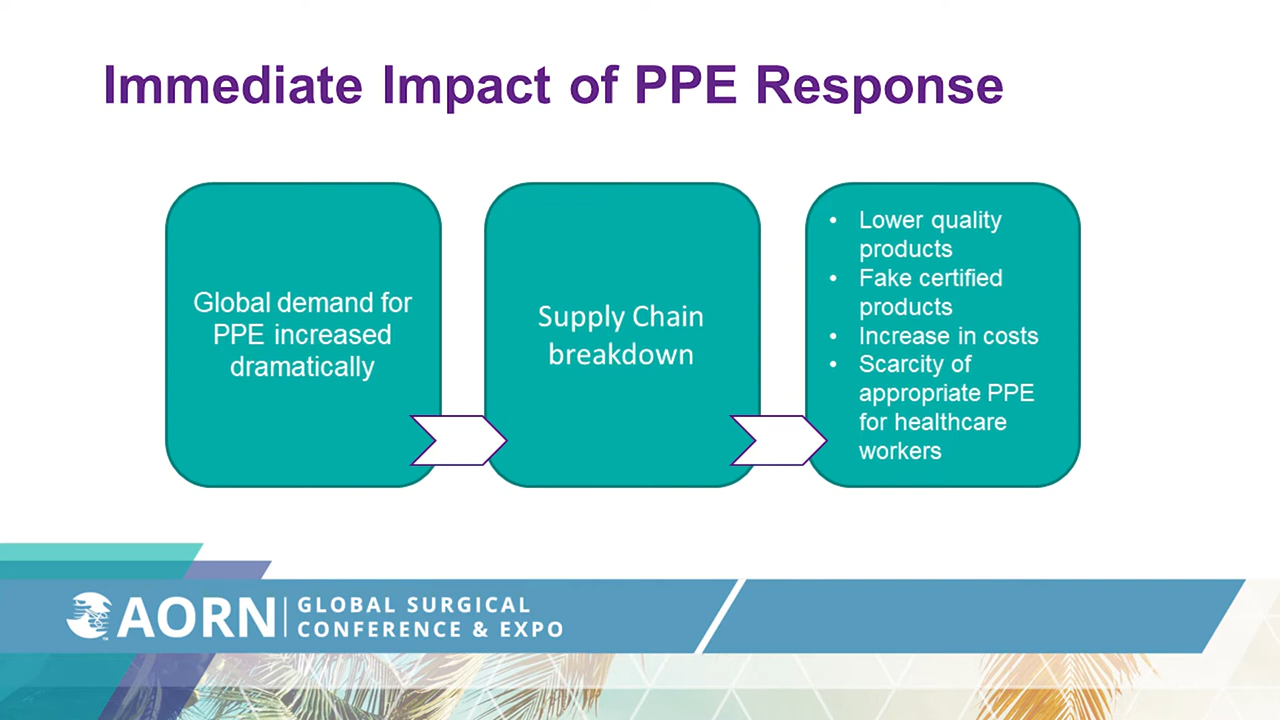 Immediate Impact of PPE Response
Global demand for
PPE increased
dramatically
Supply Chain
breakdown
• Lower quality
products
• Fake certified
products
• Increase in costs
• Scarcity of
appropriate PPE
for healthcare
workers
AORN
GLOBAL SURGICAL
CONFERENCE & EXPO